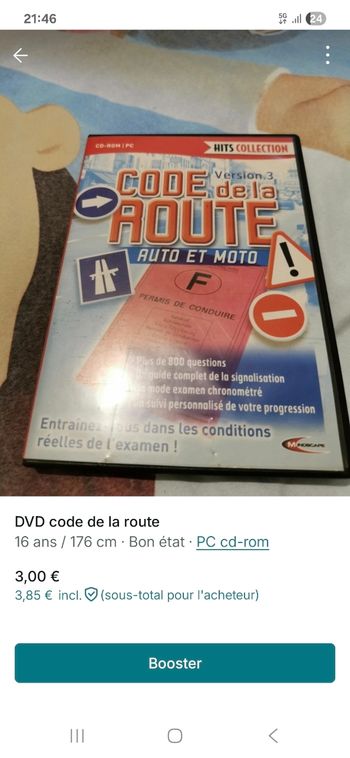 21:46
5G
24
CD-ROM | PC
HITS COLLECTION
Version 3
CODE de la
ROUTE
AUTO ET MOTO
F
PERMIS DE CONDUIRE
Plus de 800 questions
guide complet de la signalisation
mode examen chronométré
suivi personnalisé de votre progression
Entraînez-vous dans les conditions
réelles de l'examen !
MINDSCAPE
DVD code de la route
16 ans / 176 cm · Bon état · PC cd-rom
3,00 €
3,85 € incl. (sous-total pour l'acheteur)
Booster